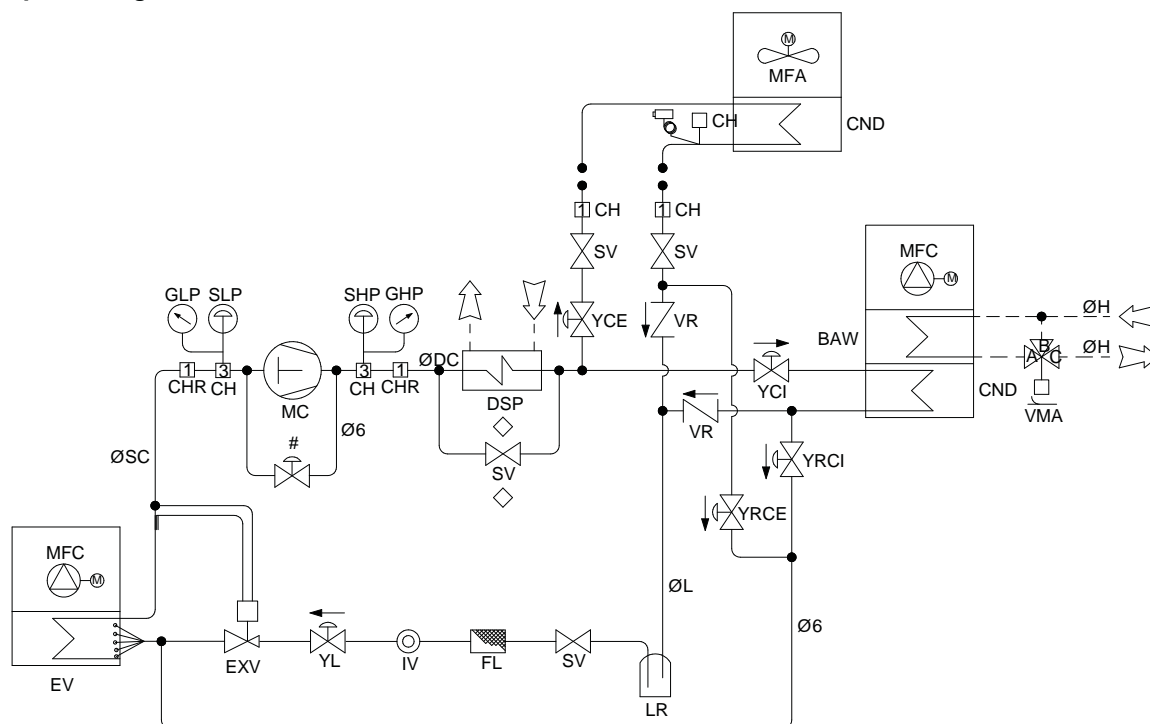 M
MFA
CH
CND
1 CH
1 CH
SV
SV
MFC
M
GLP
SLP
SHP
GHP
YCE
VR
ØH
BAW
B
A C
ØH
ØDC
1
3
3
1
CHR
CH
MC
CH
CHR
DSP
YCI
CND
VMA
VR
#
Ø6
SV
YRCI
ØSC
YRCE
MFC
M
ØL
Ø6
EXV
YL
IV
FL
SV
EV
LR